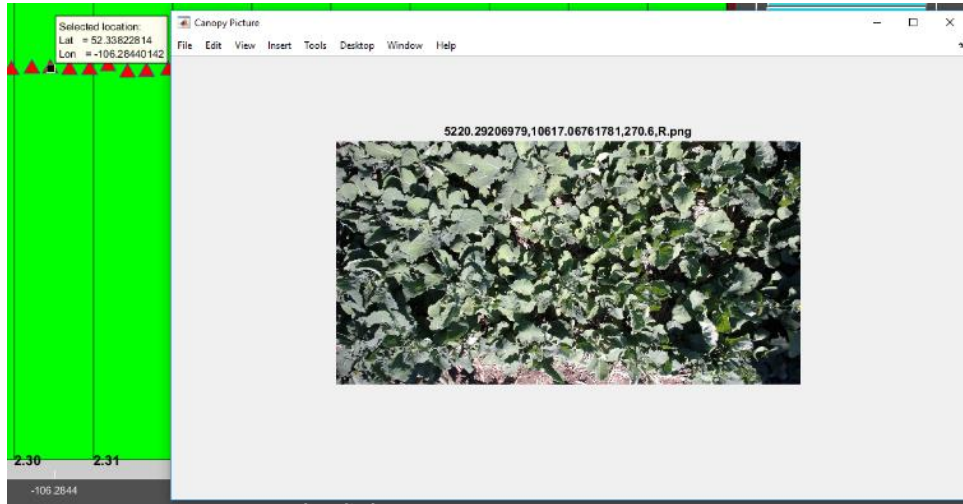 Selected location:
Lat = 52.33822814
Lon = -106.28440142
Canopy Picture
File Edit View Insert Tools Desktop Window Help
5220.29206979,10617.06761781,270.6,R.png
2.30 2.31
-106.2844